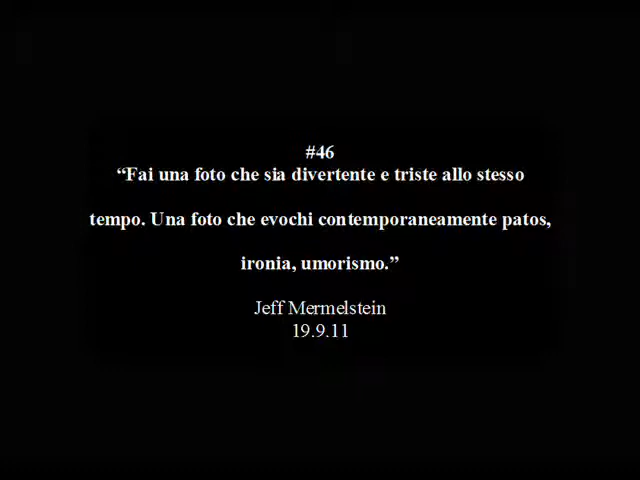 #46
“Fai una foto che sia divertente e triste allo stesso
tempo. Una foto che evochi contemporaneamente patos,
ironia, umorismo.”
Jeff Mermelstein
19.9.11